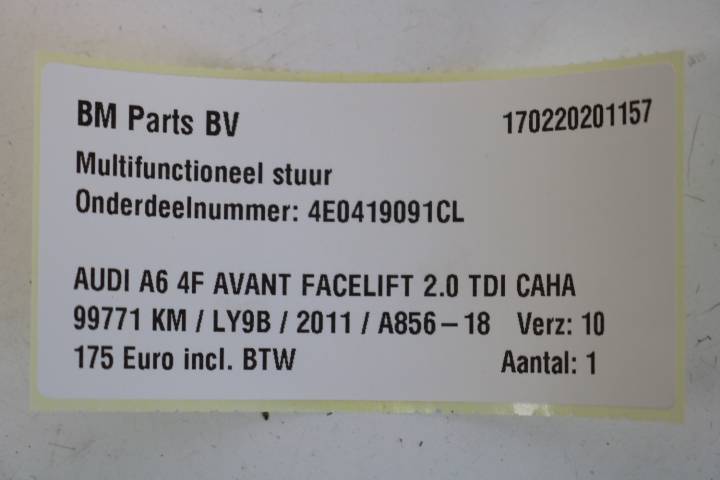 BM Parts BV 170220201157
Multifunctioneel stuur
Onderdeelnummer: 4E0419091CL
AUDI A6 4F AVANT FACELIFT 2.0 TDI CAHA
99771 KM / LY9B / 2011 / A856-18 Verz: 10
175 Euro incl. BTW Aantal: 1